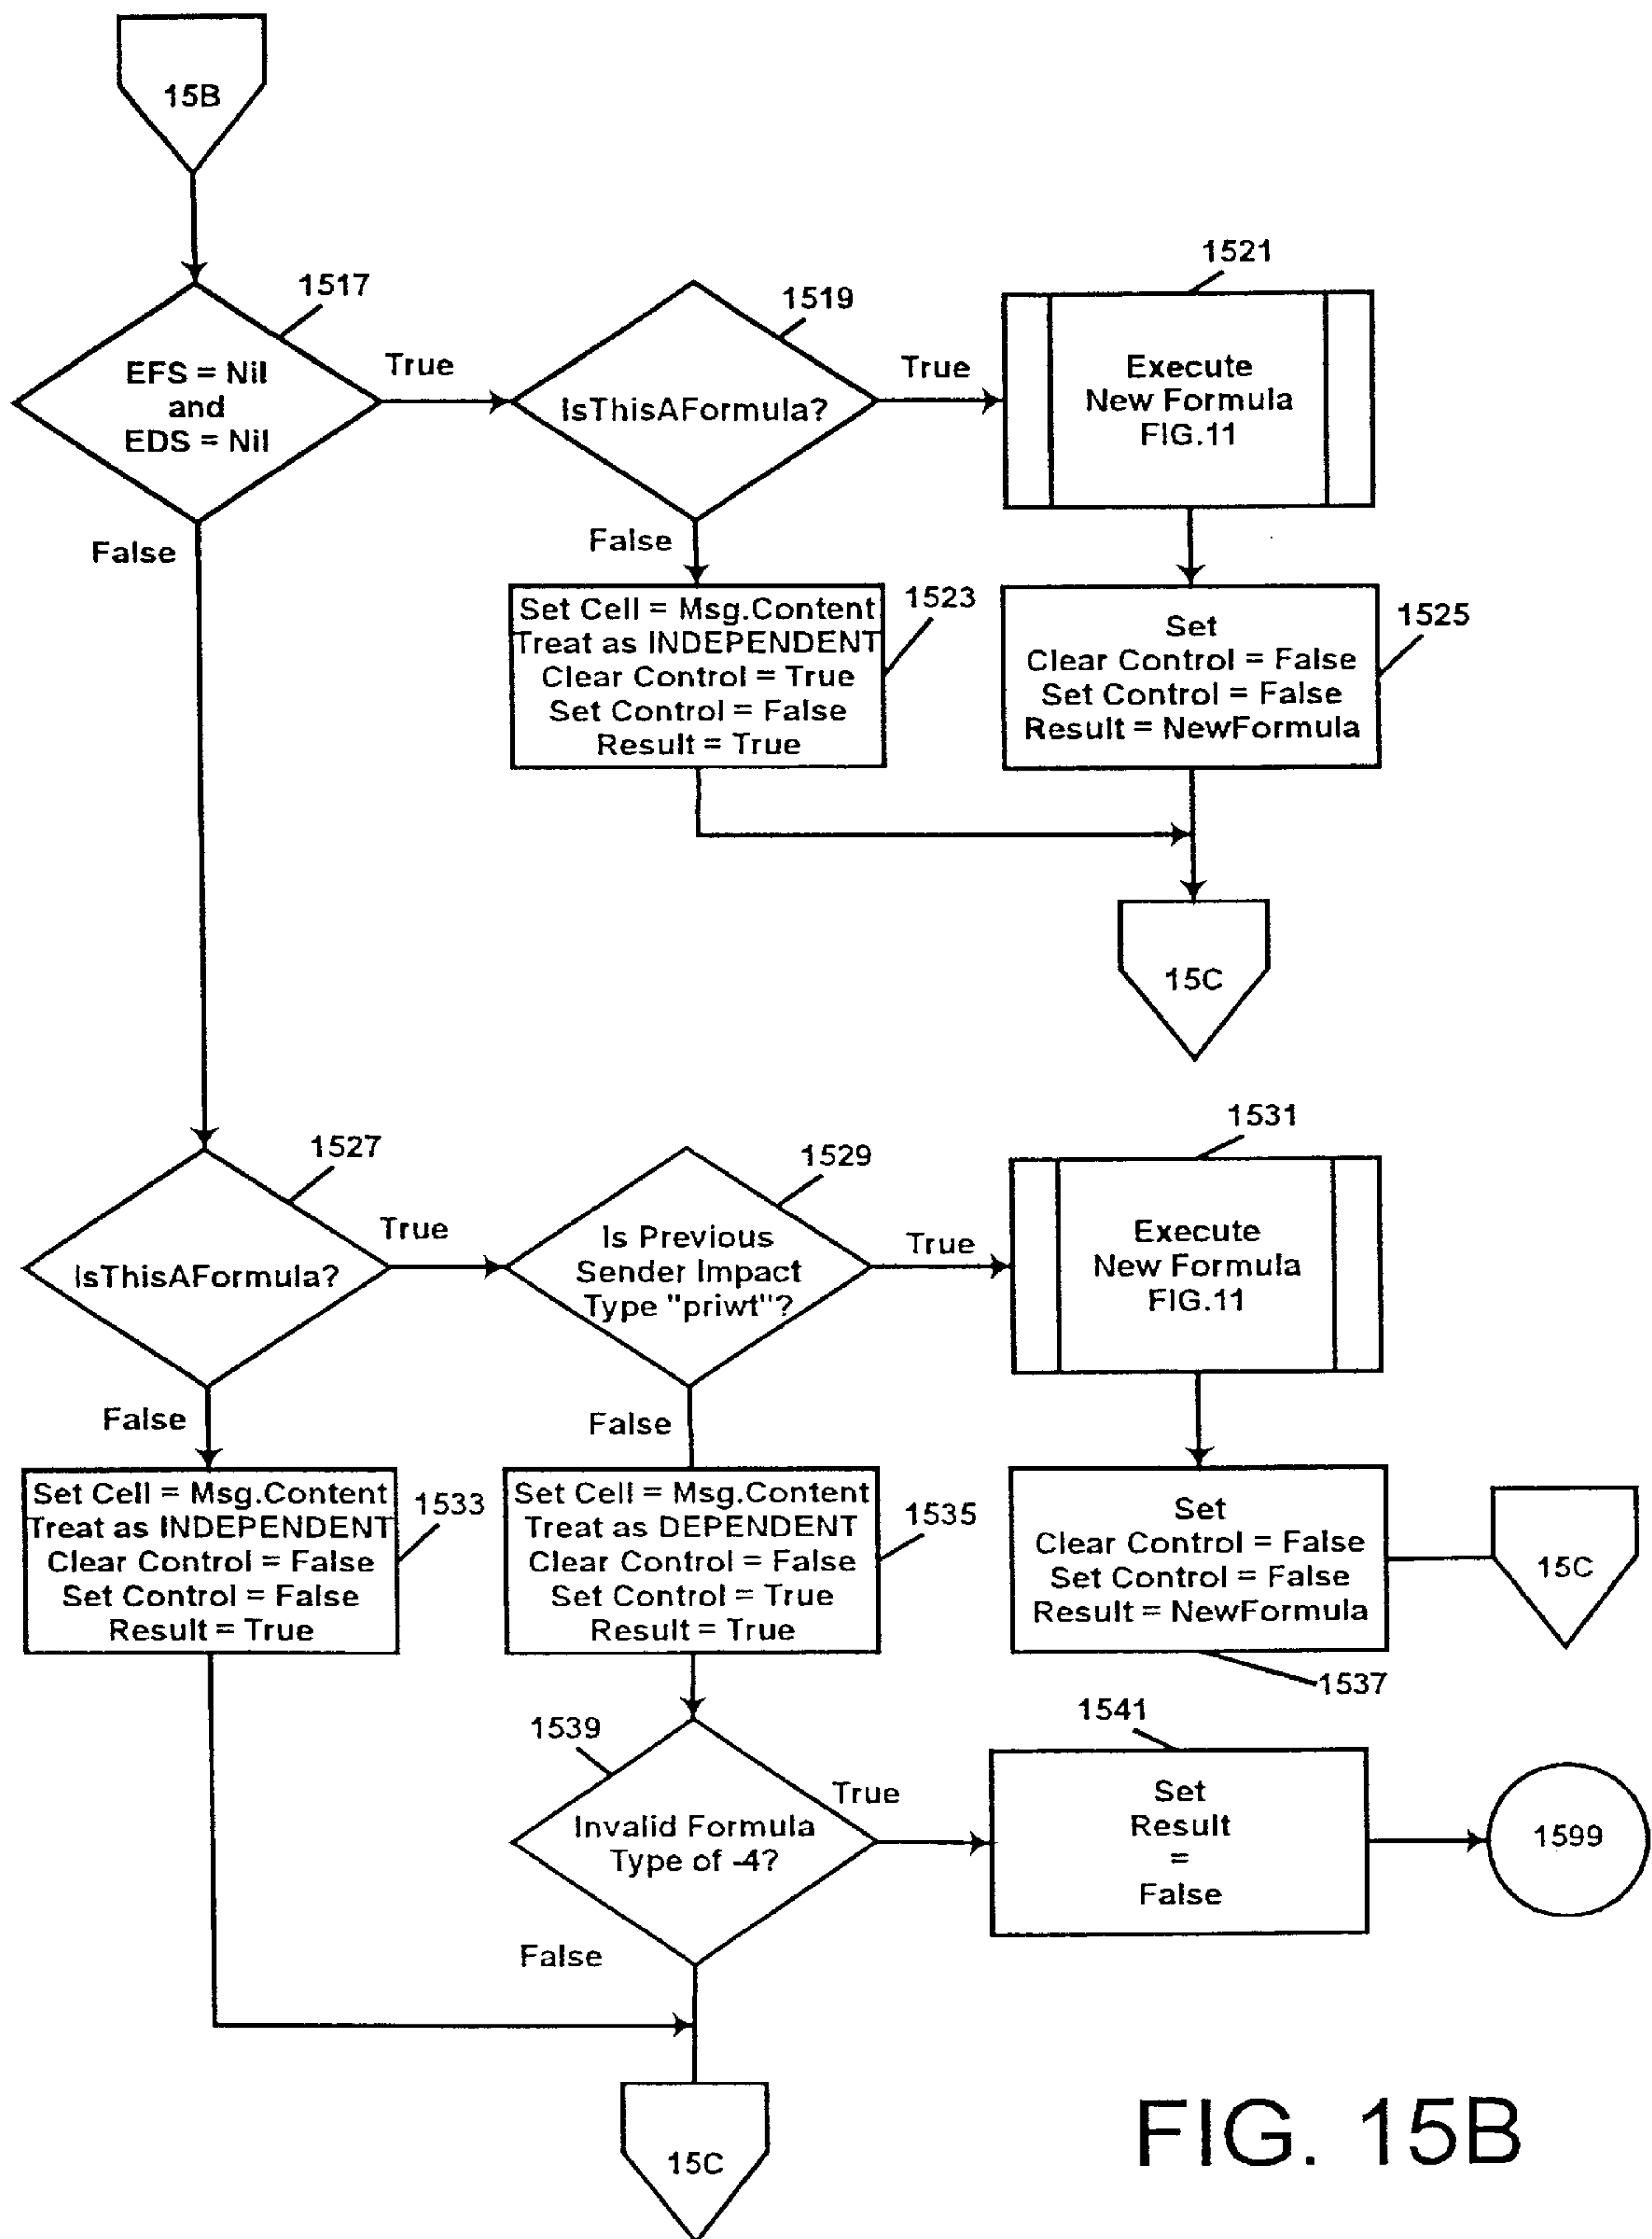 15B
1517
EFS = Nil
and
EDS = Nil
True
False
1519
IsThisAFormula?
True
False
1521
Execute
New Formula
FIG.11
Set Cell = Msg.Content
Treat as INDEPENDENT
Clear Control = True
Set Control = False
Result = True
1523
Set
Clear Control = False
Set Control = False
Result = NewFormula
1525
15C
1527
IsThisAFormula?
True
False
1529
Is Previous
Sender Impact
Type "priwt"?
True
False
1531
Execute
New Formula
FIG.11
Set Cell = Msg.Content
Treat as INDEPENDENT
Clear Control = False
Set Control = False
Result = True
1533
Set Cell = Msg.Content
Treat as DEPENDENT
Clear Control = False
Set Control = True
Result = True
1535
Set
Clear Control = False
Set Control = False
Result = NewFormula
1537
15C
1539
Invalid Formula
Type of -4?
True
False
1541
Set
Result
=
False
1599
15C
FIG. 15B